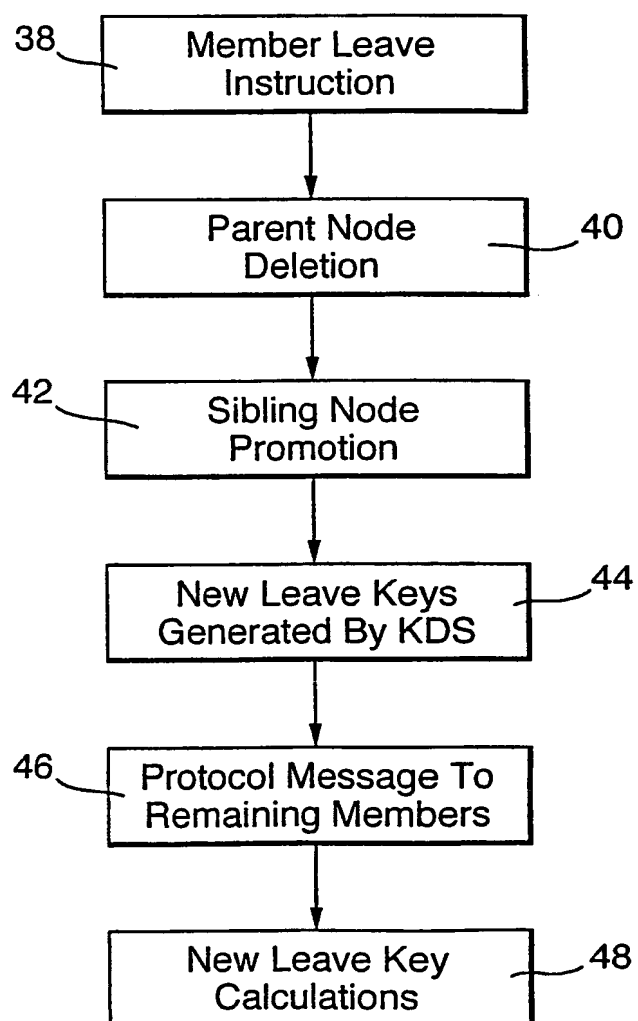 38
Member Leave
Instruction
Parent Node
Deletion
40
42
Sibling Node
Promotion
New Leave Keys
Generated By KDS
44
46
Protocol Message To
Remaining Members
New Leave Key
Calculations
48